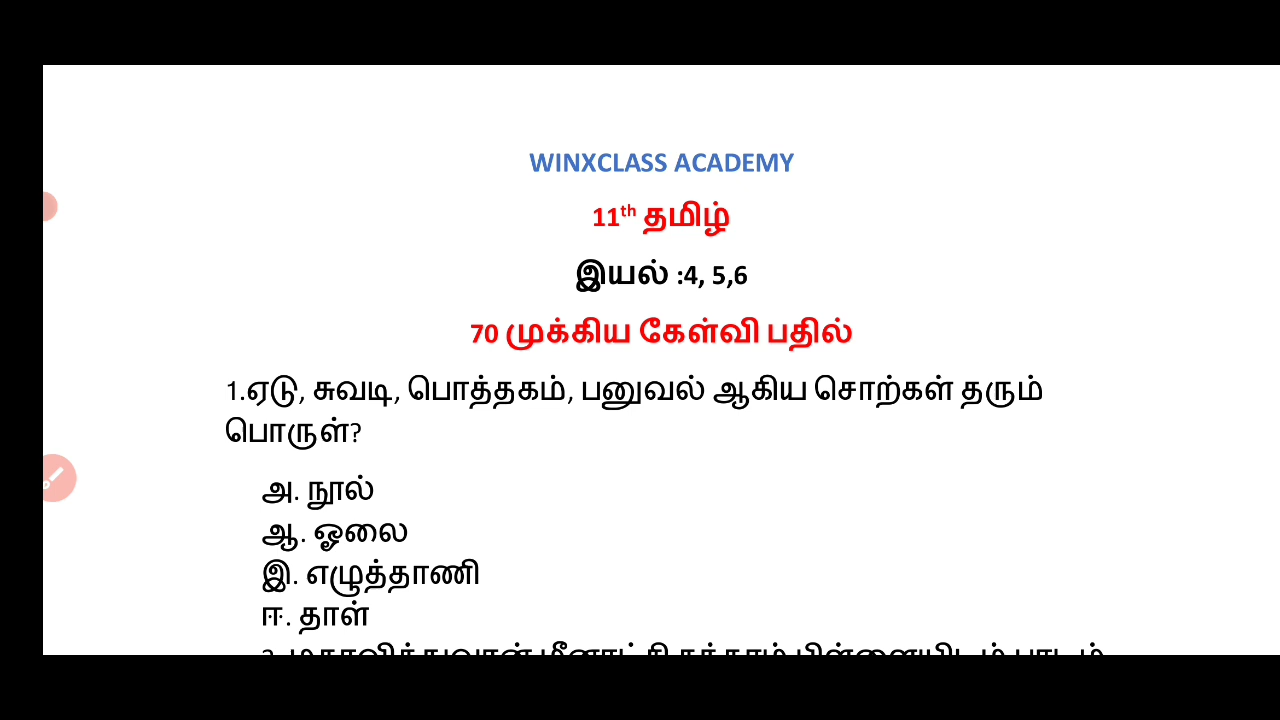 WINXCLASS ACADEMY
11th தமிழ்
இயல் :4, 5,6
70 முக்கிய கேள்வி பதில்
1.ஏடு, சுவடி, பொத்தகம், பனுவல் ஆகிய சொற்கள் தரும்
பொருள்?
அ. நூல்
ஆ. ஓலை
இ. எழுத்தாணி
ஈ. தாள்